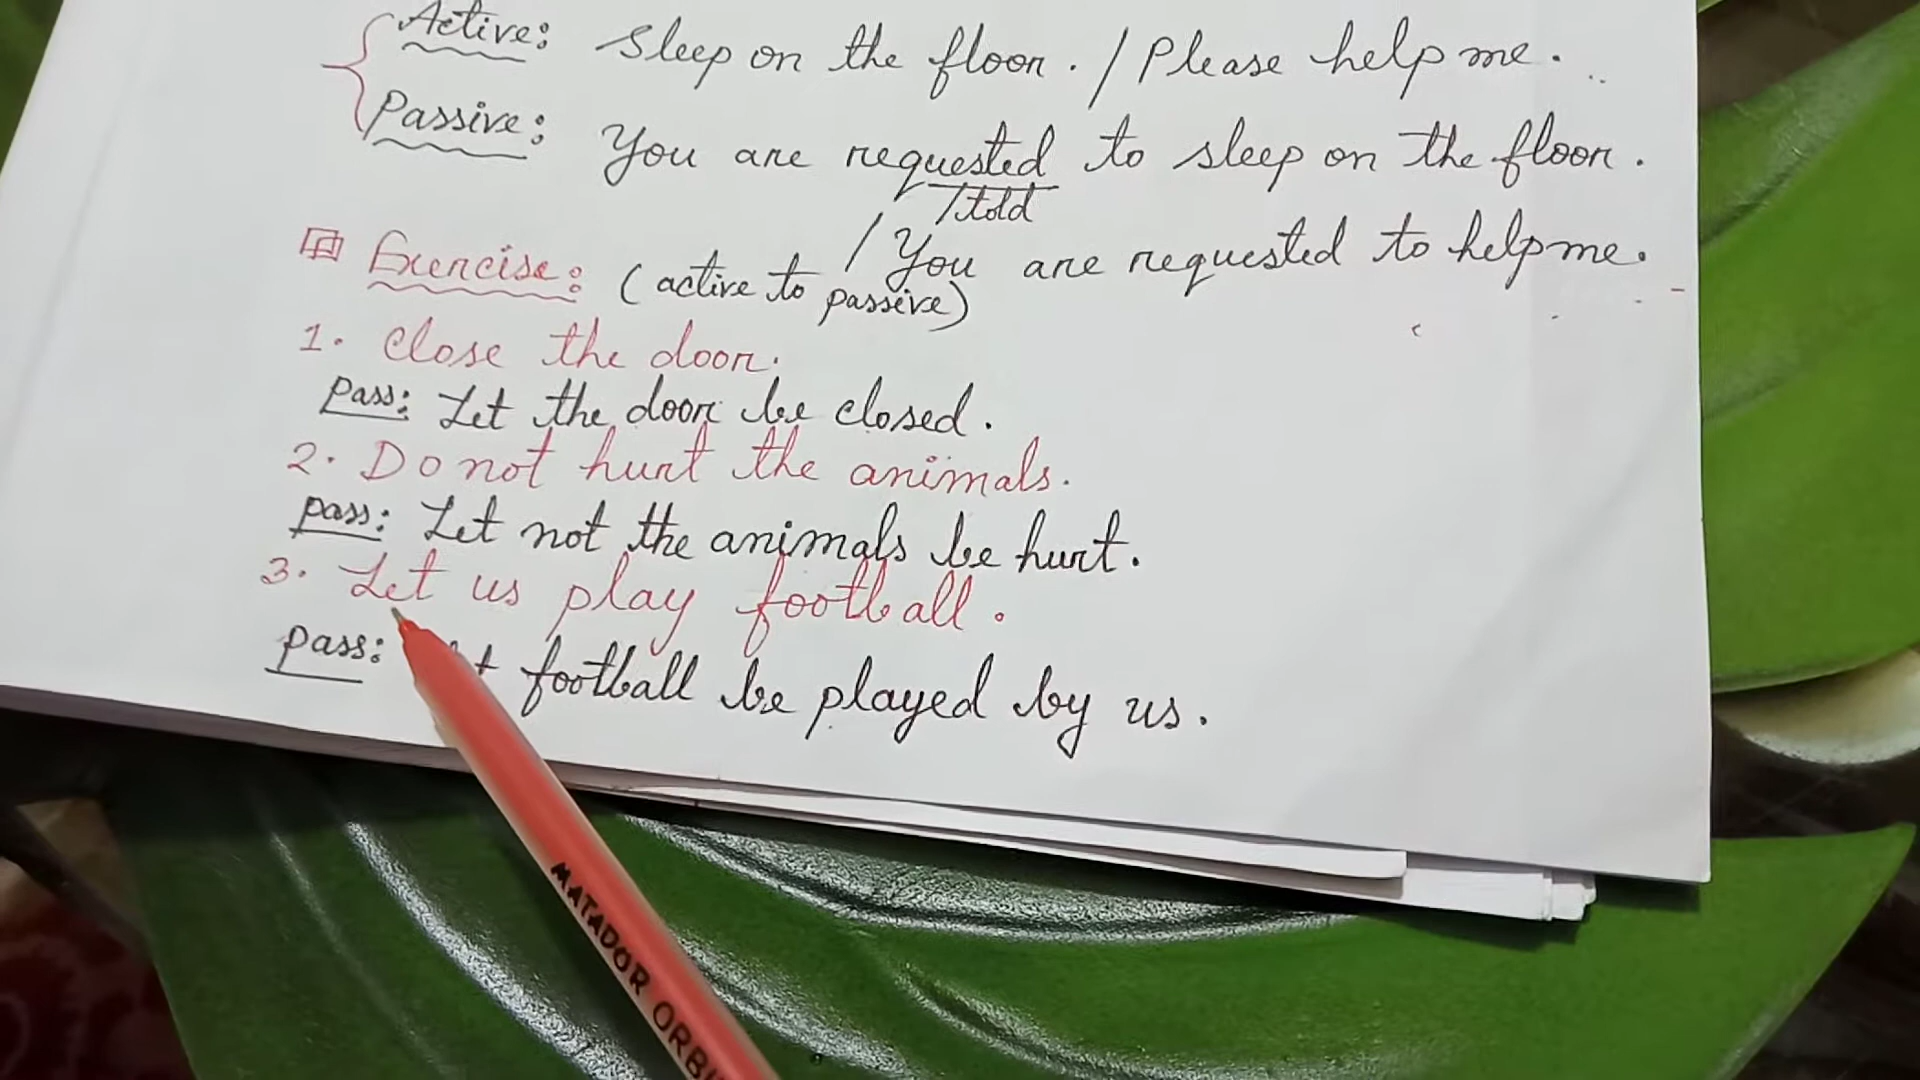 Active: Sleep on the floor. / Please help me.
Passive: You are requested to sleep on the floor.
/told
/ You are requested to help me.
Exercise: (active to passive)
1. Close the door.
Pass: Let the door be closed.
2. Do not hurt the animals.
Pass: Let not the animals be hurt.
3. Let us play football.
Pass: football be played by us.
MATADOR ORBI